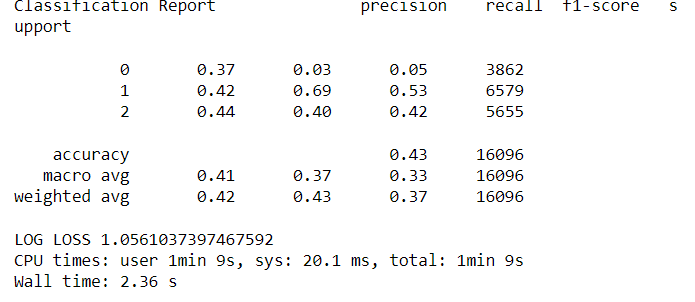 Classification Report               precision    recall  f1-score   s
upport

           0       0.37      0.03      0.05      3862
           1       0.42      0.69      0.53      6579
           2       0.44      0.40      0.42      5655

    accuracy                           0.43     16096
   macro avg       0.41      0.37      0.33     16096
weighted avg       0.42      0.43      0.37     16096

LOG LOSS 1.0561037397467592
CPU times: user 1min 9s, sys: 20.1 ms, total: 1min 9s
Wall time: 2.36 s